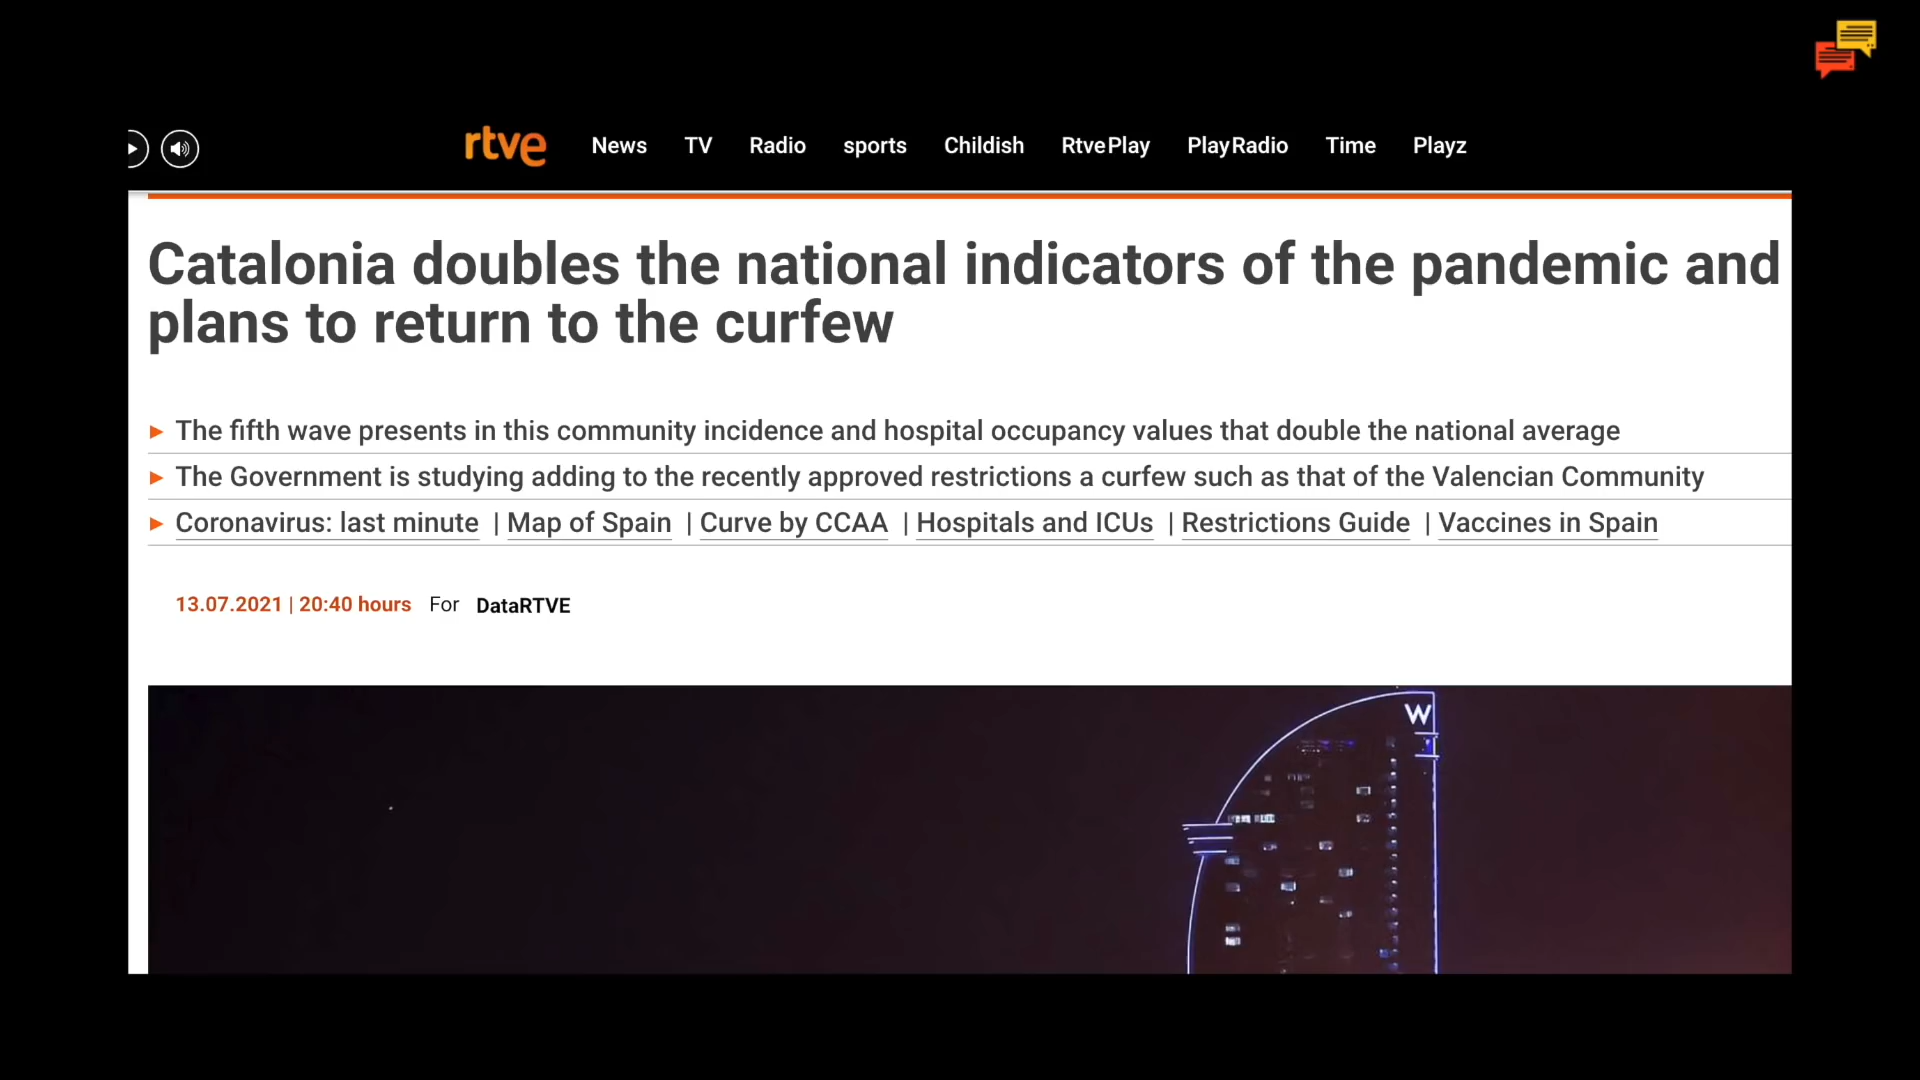 rtve News TV Radio sports Childish RtvePlay PlayRadio Time Playz
Catalonia doubles the national indicators of the pandemic and
plans to return to the curfew
The fifth wave presents in this community incidence and hospital occupancy values that double the national average
The Government is studying adding to the recently approved restrictions a curfew such as that of the Valencian Community
Coronavirus: last minute | Map of Spain | Curve by CCAA | Hospitals and ICUs | Restrictions Guide | Vaccines in Spain
13.07.2021 | 20:40 hours For DataRTVE
W